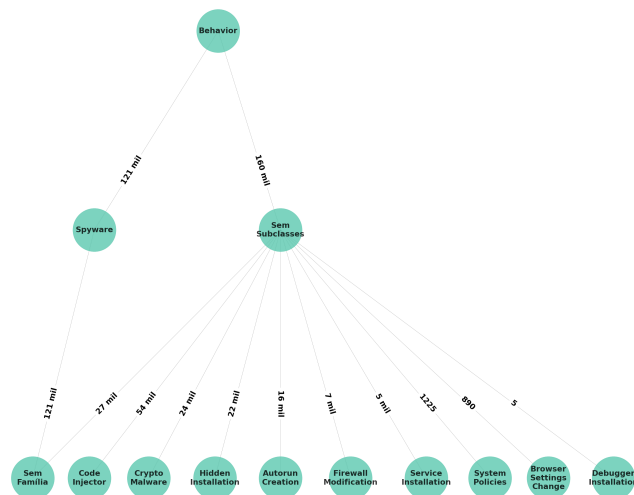 Behavior
121 mil
160 mil
Spyware
Sem
Subclasses
121 mil
27 mil
54 mil
24 mil
22 mil
16 mil
7 mil
5 mil
1225
890
5
Sem
Família
Code
Injector
Crypto
Malware
Hidden
Installation
Autorun
Creation
Firewall
Modification
Service
Installation
System
Policies
Browser
Settings
Change
Debugger
Installation